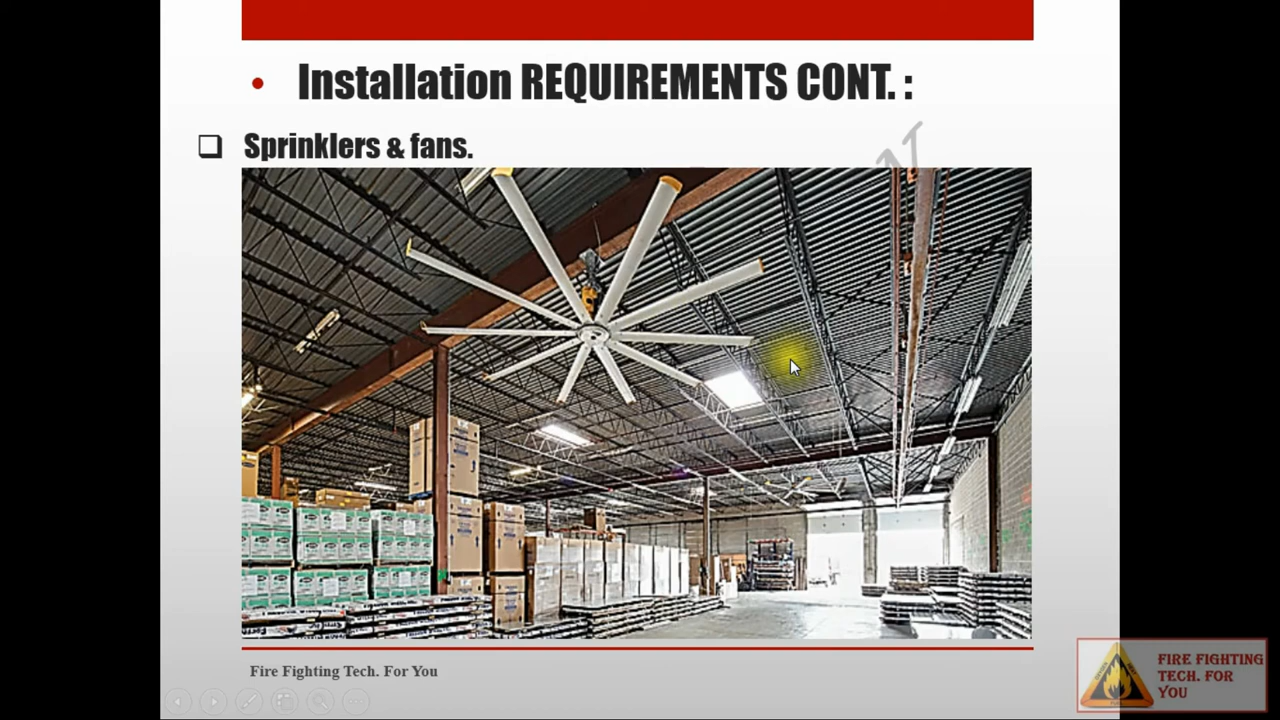 • Installation REQUIREMENTS CONT. :
❑ Sprinklers & fans.
Fire Fighting Tech. For You
FIRE FIGHTING
TECH. FOR
YOU